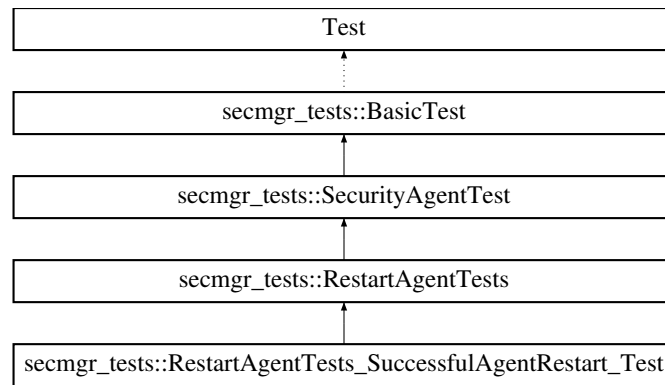 Test
secmgr_tests::BasicTest
secmgr_tests::SecurityAgentTest
secmgr_tests::RestartAgentTests
secmgr_tests::RestartAgentTests_SuccessfulAgentRestart_Test